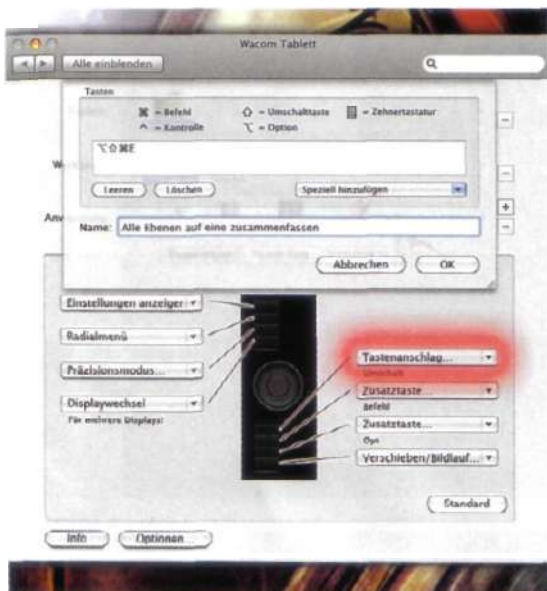 Wacom Tablett
Alle einblenden
Tasten
⌘ = Befehl
⇧ = Umschalttaste
= Zehnertastatur
^ = Kontrolle
⌥ = Option
⌥⇧⌘E
Leeren
Löschen
Speziell hinzufügen
Name: Alle Ebenen auf eine zusammenfassen
Abbrechen
OK
Einstellungen anzeigen
Radialmenü
Präzisionsmodus...
Displaywechsel
Für mehrere Displays:
Tastenanschlag...
Umschalt
Zusatztaste...
Befehl
Zusatztaste...
Opt
Verschieben/Bildlauf...
Standard
Info
Optionen